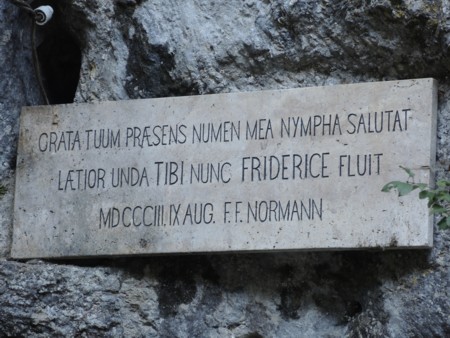 GRATA TUUM PRÆSENS NUMEN MEA NYMPHA SALUTAT
LÆTIOR UNDA TIBI NUNC FRIDERICE FLUIT
MDCCCIII. IX AUG. F. F. NORMANN